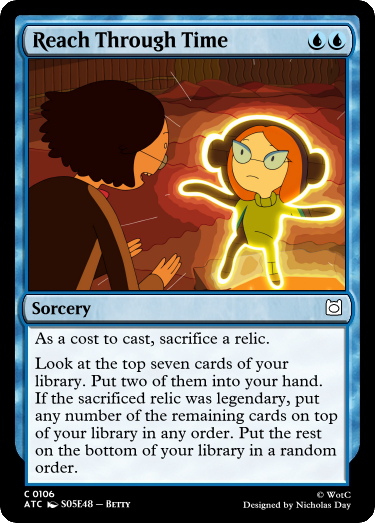 Reach Through Time
Sorcery
As a cost to cast, sacrifice a relic.
Look at the top seven cards of your
library. Put two of them into your hand.
If the sacrificed relic was legendary, put
any number of the remaining cards on top
of your library in any order. Put the rest
on the bottom of your library in a random
order.
C 0106
© WotC
ATC S05E48 – Betty
Designed by Nicholas Day